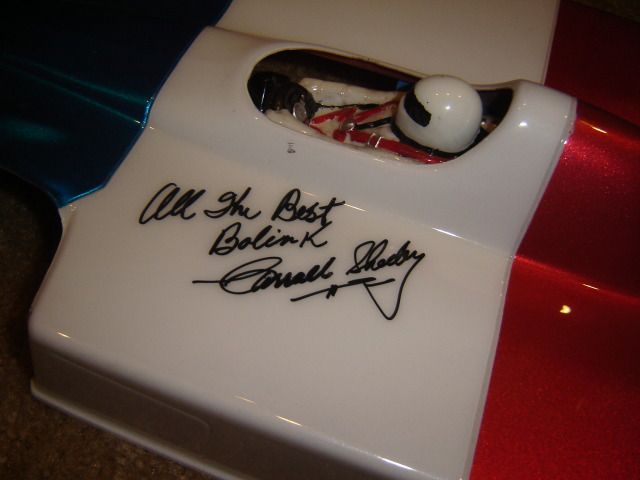 All The Best
Bolink
Carroll Shelby